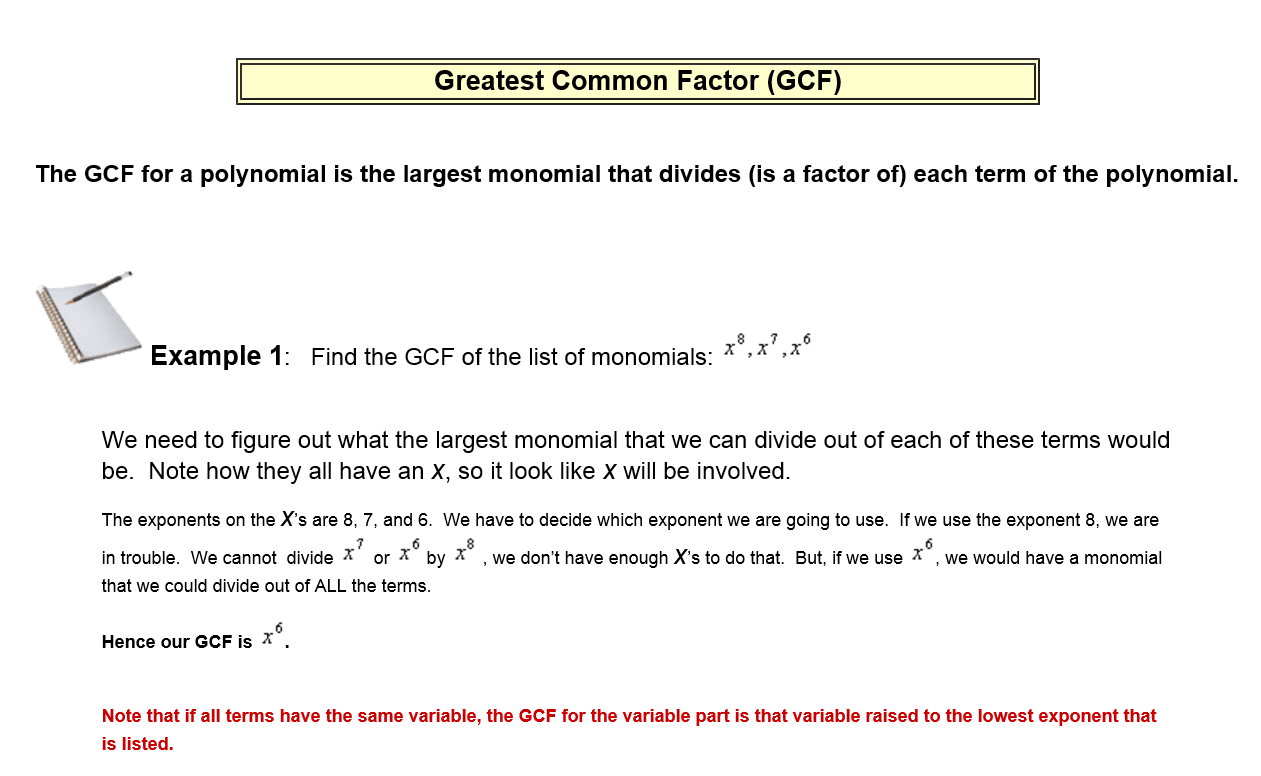 Greatest Common Factor (GCF)
The GCF for a polynomial is the largest monomial that divides (is a factor of) each term of the polynomial.
Example 1:   Find the GCF of the list of monomials: x⁸, x⁷, x⁶
We need to figure out what the largest monomial that we can divide out of each of these terms would
be.  Note how they all have an x, so it look like x will be involved.
The exponents on the X's are 8, 7, and 6.  We have to decide which exponent we are going to use.  If we use the exponent 8, we are
in trouble.  We cannot  divide x⁷ or x⁶ by x⁸ , we don’t have enough X’s to do that.  But, if we use x⁶ , we would have a monomial
that we could divide out of ALL the terms.
Hence our GCF is x⁶ .
Note that if all terms have the same variable, the GCF for the variable part is that variable raised to the lowest exponent that
is listed.